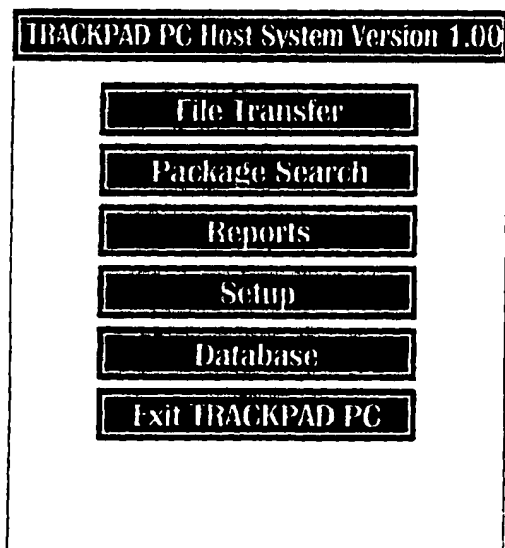 TRACKPAD PC Host System Version 1.00
File Transfer
Package Search
Reports
Setup
Database
Exit TRACKPAD PC